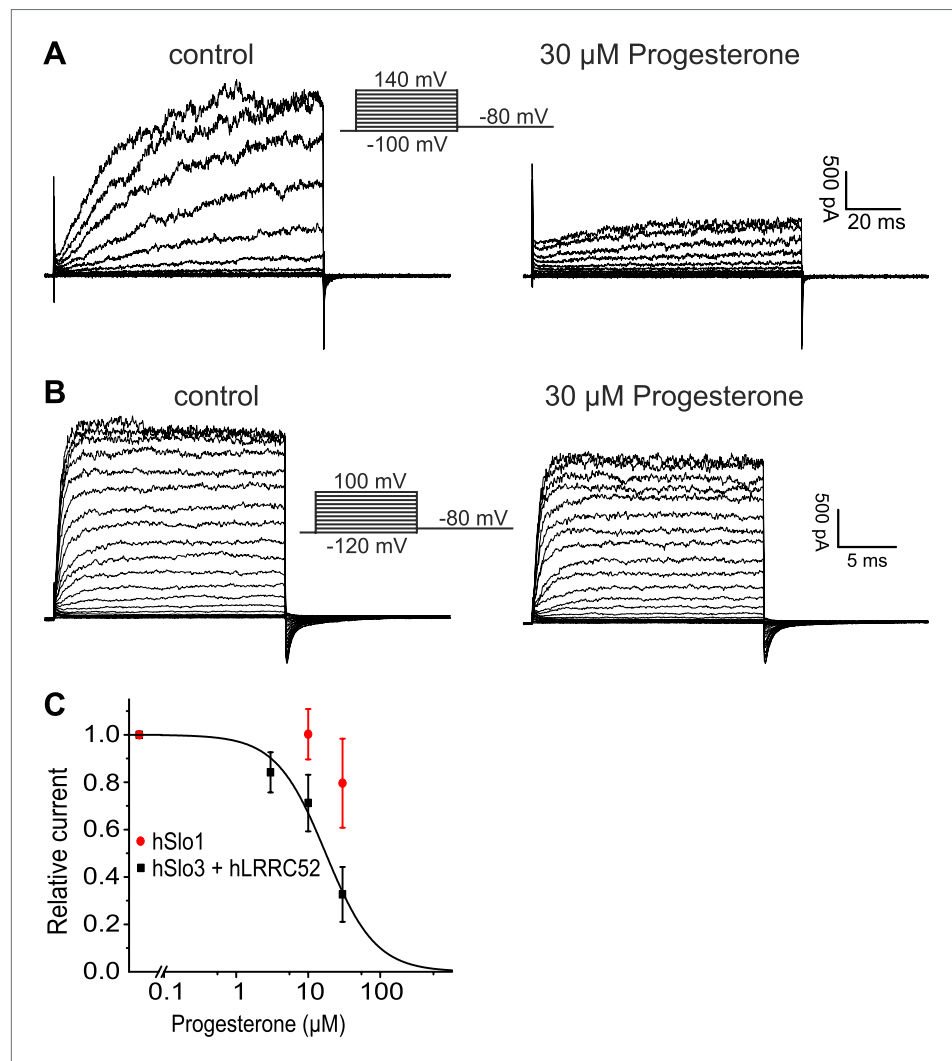 A
control
30 µM Progesterone
140 mV
-80 mV
-100 mV
500 pA
20 ms
B
control
30 µM Progesterone
100 mV
-80 mV
-120 mV
500 pA
5 ms
C
1.0
0.8
0.6
0.4
0.2
0.0
Relative current
hSlo1
hSlo3 + hLRRC52
0.1 1 10 100
Progesterone (µM)